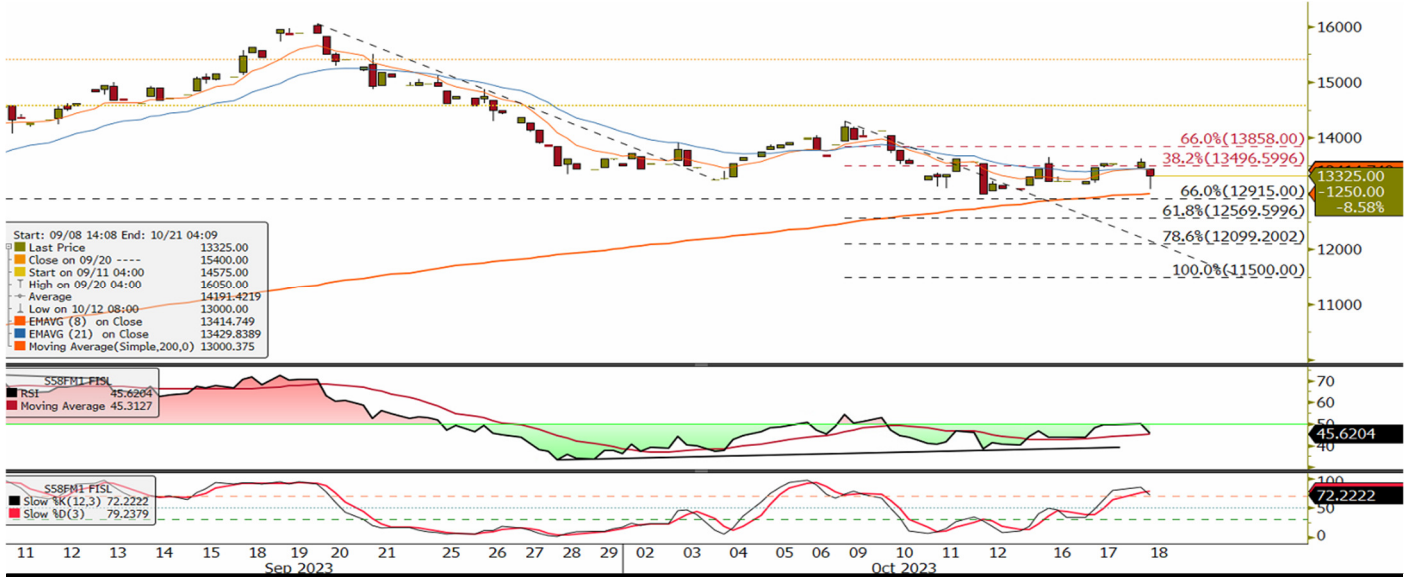 16000
15000
14000
66.0%(13858.00)
38.2%(13496.5996)
13325.00
-1250.00
-8.58%
66.0%(12915.00)
61.8%(12569.5996)
78.6%(12099.2002)
12000
100.0%(11500.00)
11000
Start: 09/08 14:08 End: 10/21 04:09
Last Price 13325.00
Close on 09/20 ---- 15400.00
Start on 09/11 04:00 14575.00
High on 09/20 04:00 16050.00
Average 14191.4219
Low on 10/12 08:00 13000.00
EMAVG (8) on Close 13414.749
EMAVG (21) on Close 13429.8389
Moving Average(Simple,200,0) 13000.375
S58FM1 FISL
RSI 45.6204
Moving Average 45.3127
70
60
50
45.6204
40
S58FM1 FISL
Slow %K(12,3) 72.2222
Slow %D(3) 79.2379
100
72.2222
50
0
11 12 13 14 15 18 19 20 21 25 26 27 28 29 02 03 04 05 06 09 10 11 12 16 17 18
Sep 2023 Oct 2023